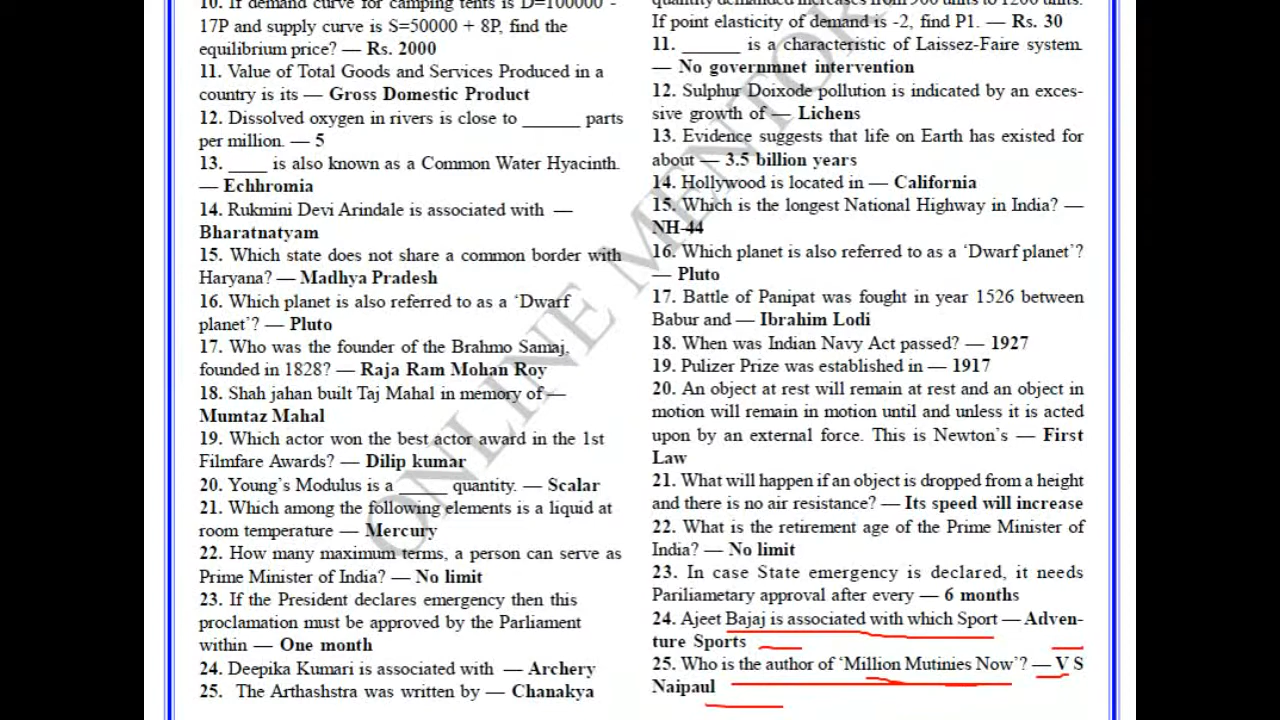 10. If demand curve for camping tents is D=100000 -
17P and supply curve is S=50000 + 8P, find the
equilibrium price? — Rs. 2000
11. Value of Total Goods and Services Produced in a
country is its — Gross Domestic Product
12. Dissolved oxygen in rivers is close to ______ parts
per million. — 5
13. ____ is also known as a Common Water Hyacinth.
— Echhromia
14. Rukmini Devi Arindale is associated with —
Bharatnatyam
15. Which state does not share a common border with
Haryana? — Madhya Pradesh
16. Which planet is also referred to as a ‘Dwarf
planet’? — Pluto
17. Who was the founder of the Brahmo Samaj,
founded in 1828? — Raja Ram Mohan Roy
18. Shah jahan built Taj Mahal in memory of —
Mumtaz Mahal
19. Which actor won the best actor award in the 1st
Filmfare Awards? — Dilip kumar
20. Young’s Modulus is a _____ quantity. — Scalar
21. Which among the following elements is a liquid at
room temperature — Mercury
22. How many maximum terms, a person can serve as
Prime Minister of India? — No limit
23. If the President declares emergency then this
proclamation must be approved by the Parliament
within — One month
24. Deepika Kumari is associated with — Archery
25. The Arthashstra was written by — Chanakya
quantity demanded increases from 900 units to 1200 units.
If point elasticity of demand is -2, find P1. — Rs. 30
11. ______ is a characteristic of Laissez-Faire system.
— No governmnet intervention
12. Sulphur Doixode pollution is indicated by an exces-
sive growth of — Lichens
13. Evidence suggests that life on Earth has existed for
about — 3.5 billion years
14. Hollywood is located in — California
15. Which is the longest National Highway in India? —
NH-44
16. Which planet is also referred to as a ‘Dwarf planet’?
— Pluto
17. Battle of Panipat was fought in year 1526 between
Babur and — Ibrahim Lodi
18. When was Indian Navy Act passed? — 1927
19. Pulizer Prize was established in — 1917
20. An object at rest will remain at rest and an object in
motion will remain in motion until and unless it is acted
upon by an external force. This is Newton’s — First
Law
21. What will happen if an object is dropped from a height
and there is no air resistance? — Its speed will increase
22. What is the retirement age of the Prime Minister of
India? — No limit
23. In case State emergency is declared, it needs
Pariliametary approval after every — 6 months
24. Ajeet Bajaj is associated with which Sport — Adven-
ture Sports
25. Who is the author of ‘Million Mutinies Now’? — V S
Naipaul
ONLINE MENTOR